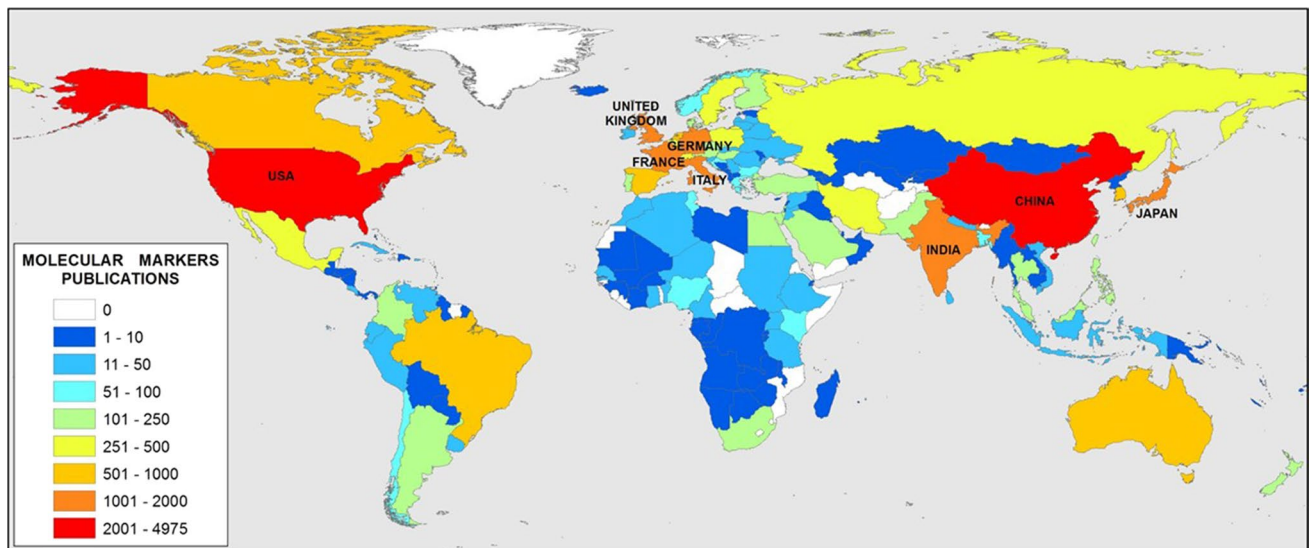 UNITED
KINGDOM
GERMANY
FRANCE
ITALY
USA
CHINA
JAPAN
INDIA
MOLECULAR MARKERS
PUBLICATIONS
0
1 - 10
11 - 50
51 - 100
101 - 250
251 - 500
501 - 1000
1001 - 2000
2001 - 4975